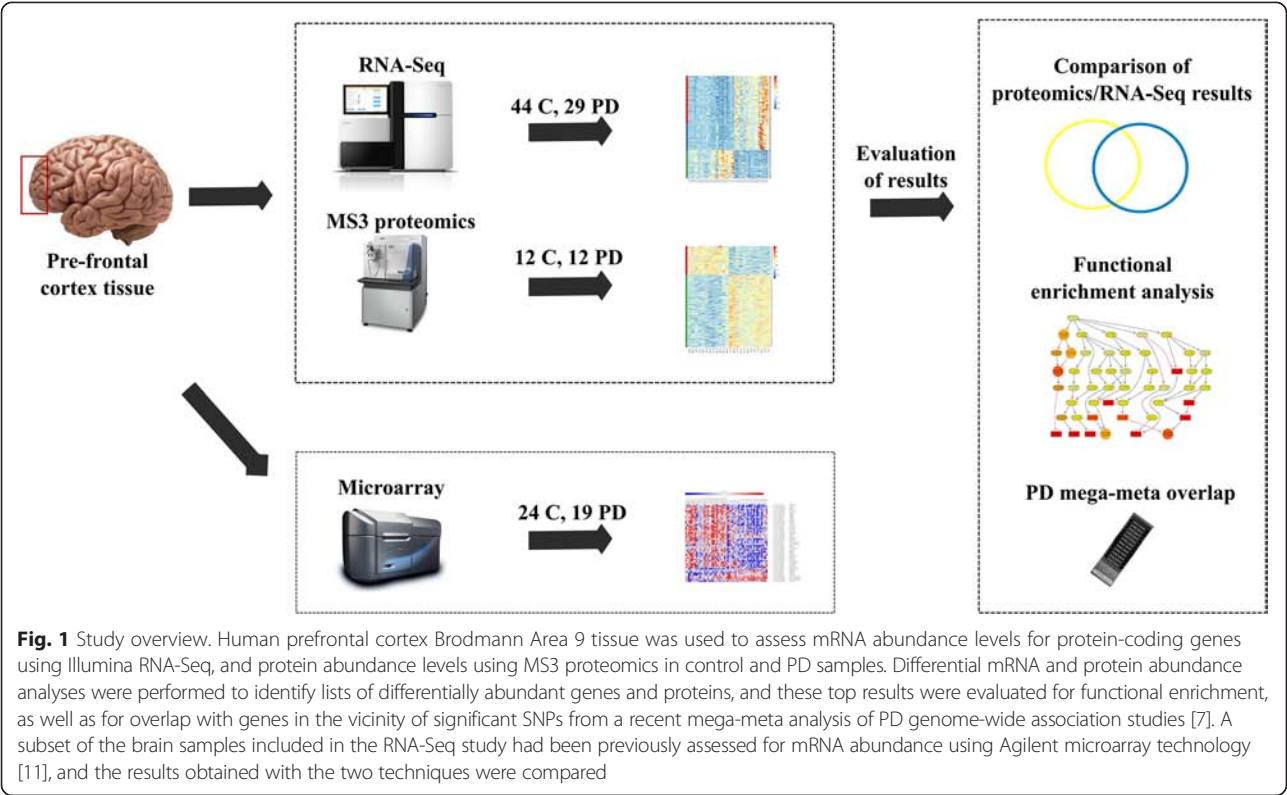 RNA-Seq
44 C, 29 PD
MS3 proteomics
12 C, 12 PD
Pre-frontal
cortex tissue
Evaluation
of results
Comparison of
proteomics/RNA-Seq results
Functional
enrichment analysis
PD mega-meta overlap
Microarray
24 C, 19 PD
Fig. 1 Study overview. Human prefrontal cortex Brodmann Area 9 tissue was used to assess mRNA abundance levels for protein-coding genes
using Illumina RNA-Seq, and protein abundance levels using MS3 proteomics in control and PD samples. Differential mRNA and protein abundance
analyses were performed to identify lists of differentially abundant genes and proteins, and these top results were evaluated for functional enrichment,
as well as for overlap with genes in the vicinity of significant SNPs from a recent mega-meta analysis of PD genome-wide association studies [7]. A
subset of the brain samples included in the RNA-Seq study had been previously assessed for mRNA abundance using Agilent microarray technology
[11], and the results obtained with the two techniques were compared